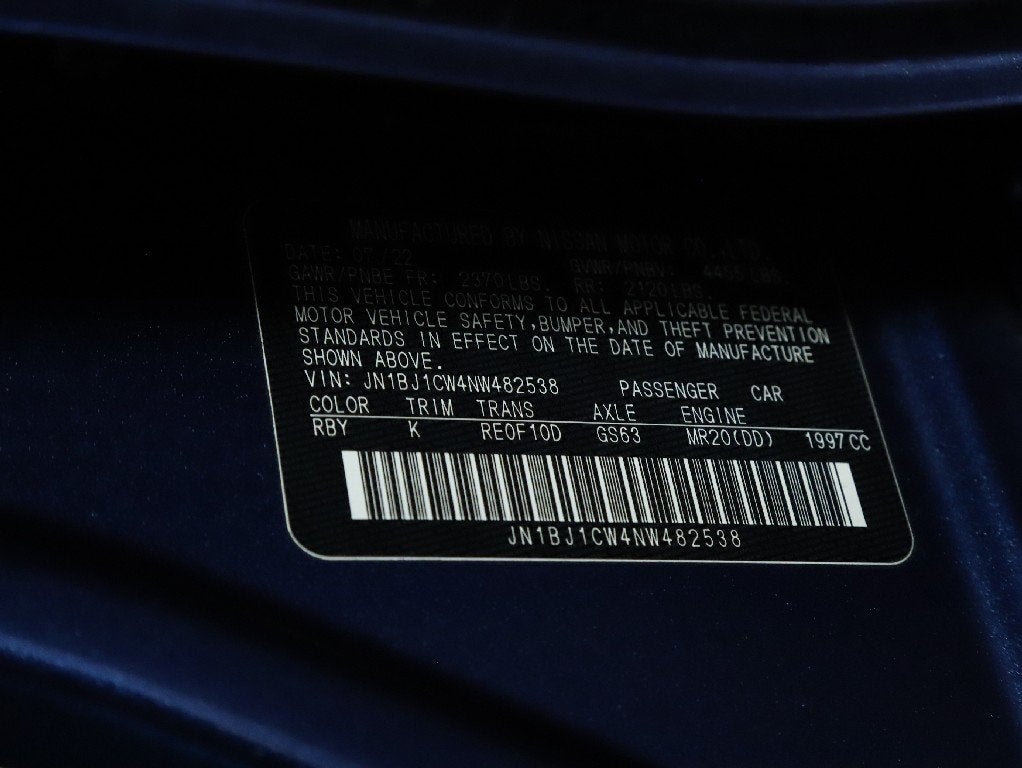 MANUFACTURED BY NISSAN MOTOR CO.,LTD.
DATE: 07/22 GVWR/PNBV: 4455 LBS.
GAWR/PNBE FR: 2370LBS. RR: 2120LBS.
THIS VEHICLE CONFORMS TO ALL APPLICABLE FEDERAL
MOTOR VEHICLE SAFETY,BUMPER,AND THEFT PREVENTION
STANDARDS IN EFFECT ON THE DATE OF MANUFACTURE
SHOWN ABOVE.
VIN: JN1BJ1CW4NW482538 PASSENGER CAR
COLOR TRIM TRANS AXLE ENGINE
RBY K RE0F10D GS63 MR20(DD) 1997CC
JN1BJ1CW4NW482538